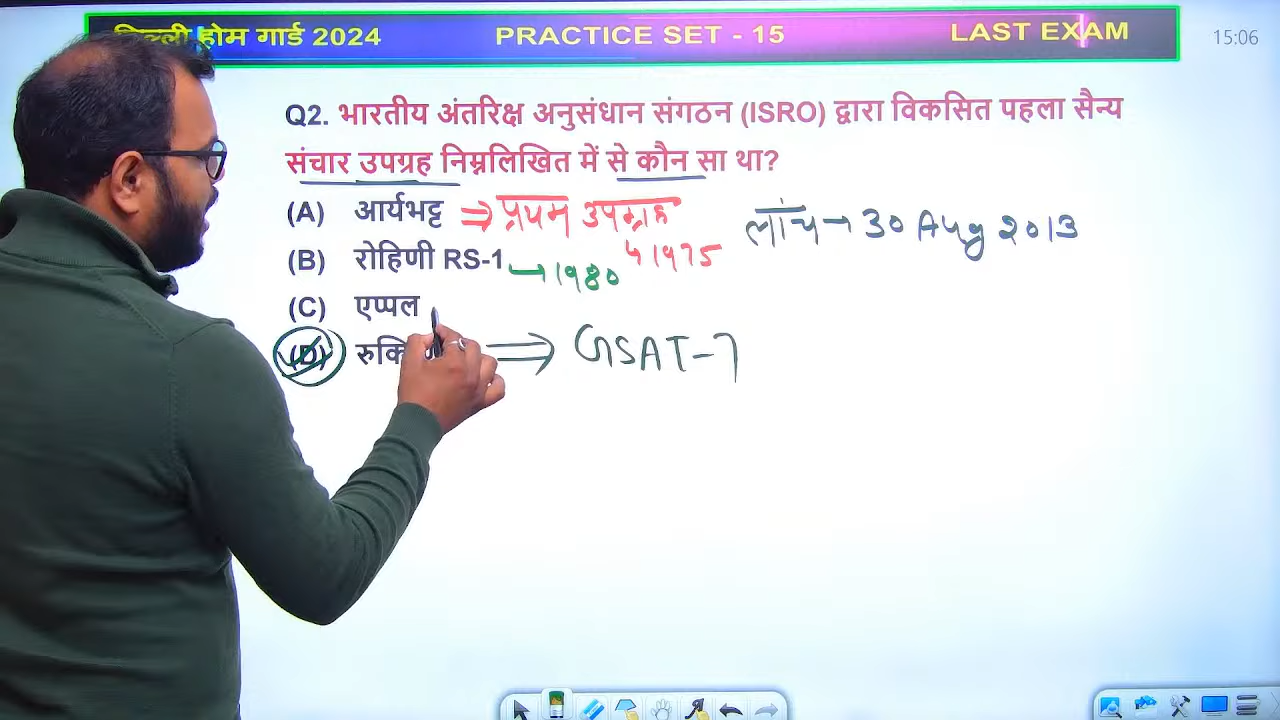 दिल्ली होम गार्ड 2024 PRACTICE SET - 15 LAST EXAM 15:06
Q2. भारतीय अंतरिक्ष अनुसंधान संगठन (ISRO) द्वारा विकसित पहला सैन्य
संचार उपग्रह निम्नलिखित में से कौन सा था?
(A) आर्यभट्ट ⇒ प्रथम उपग्रह
↳ 1975
लांच → 30 Aug 2013
(B) रोहिणी RS-1 → 1980
(C) एप्पल
(D) ⇒ GSAT-7